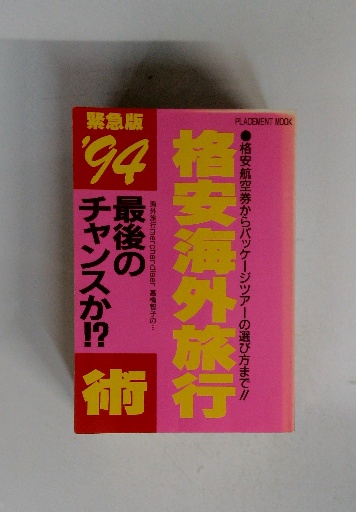 PLACEMENT MOOK
●格安航空券からパッケージツアーの選び方まで!!
格安海外旅行
緊急版
'94
最後の
チャンスか!?
術